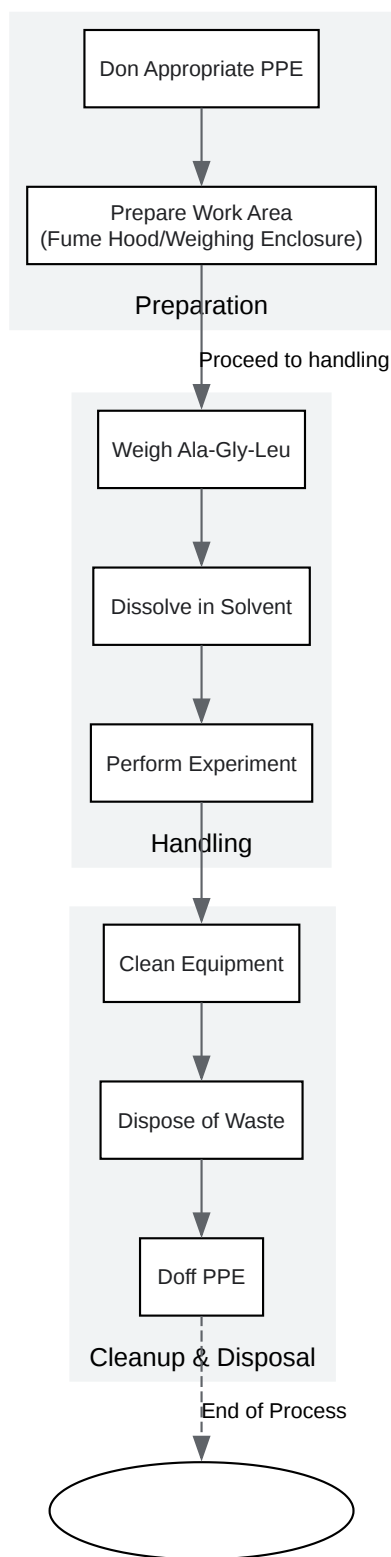 Don Appropriate PPE
Prepare Work Area
(Fume Hood/Weighing Enclosure)
Preparation
Proceed to handling
Weigh Ala-Gly-Leu
Dissolve in Solvent
Perform Experiment
Handling
Clean Equipment
Dispose of Waste
Doff PPE
Cleanup & Disposal
End of Process